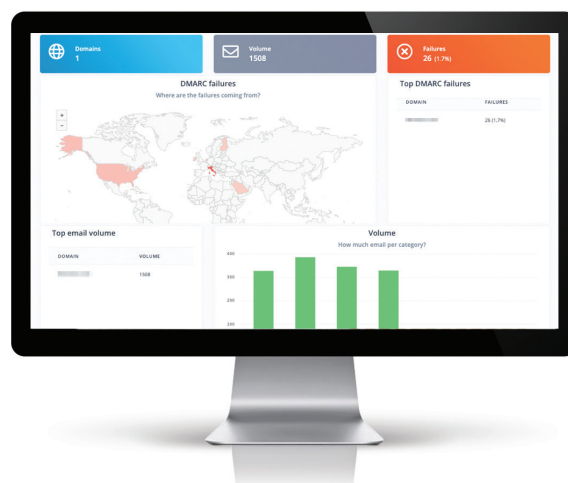 Domains
1
Volume
1508
Failures
26 (1.7%)
DMARC failures
Where are the failures coming from?
+
−
Top DMARC failures
DOMAIN FAILURES
26 (1.7%)
Top email volume
DOMAIN VOLUME
1508
Volume
How much email per category?
400
300
200